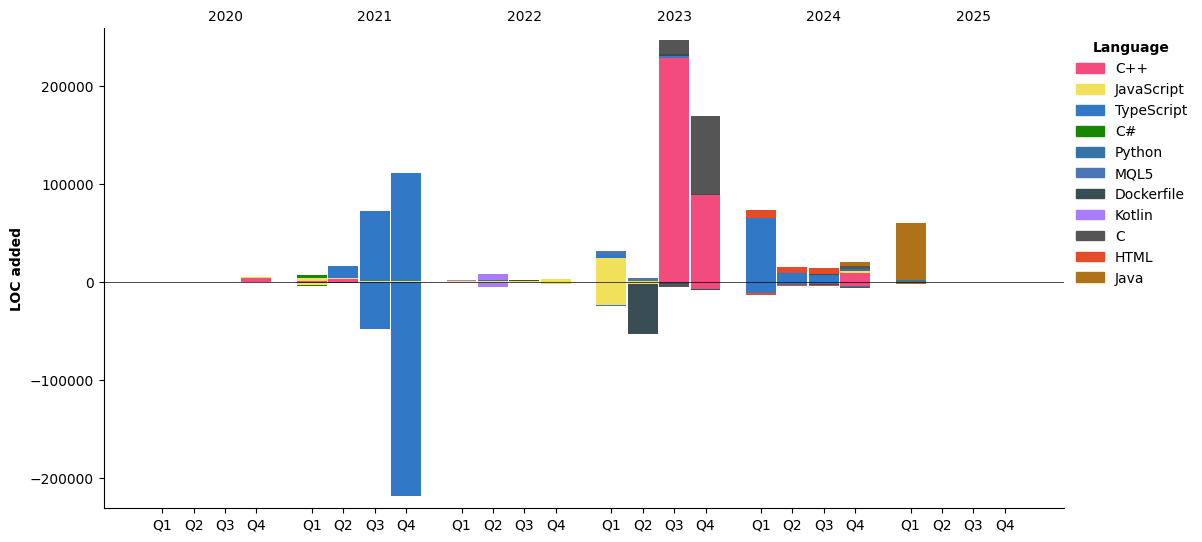 2020 2021 2022 2023 2024 2025
LOC added
200000
100000
0
−100000
−200000
Q1 Q2 Q3 Q4 Q1 Q2 Q3 Q4 Q1 Q2 Q3 Q4 Q1 Q2 Q3 Q4 Q1 Q2 Q3 Q4 Q1 Q2 Q3 Q4
Language
C++
JavaScript
TypeScript
C#
Python
MQL5
Dockerfile
Kotlin
C
HTML
Java